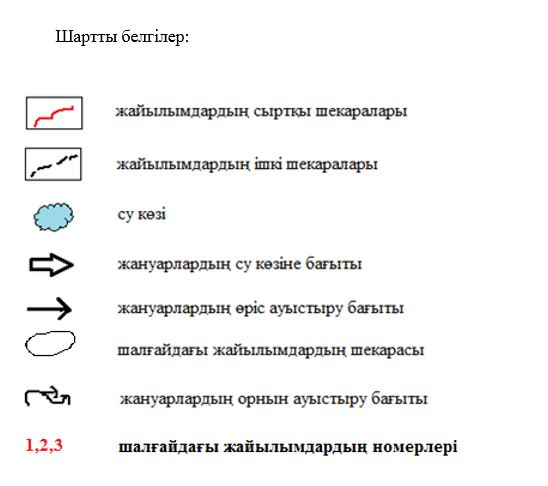 Шартты белгілер:
жайылымдардың сыртқы шекаралары
жайылымдардың ішкі шекаралары
су көзі
жануарлардың су көзіне бағыты
жануарлардың өріс ауыстыру бағыты
шалғайдағы жайылымдардың шекарасы
жануарлардың орнын ауыстыру бағыты
1,2,3 шалғайдағы жайылымдардың номерлері